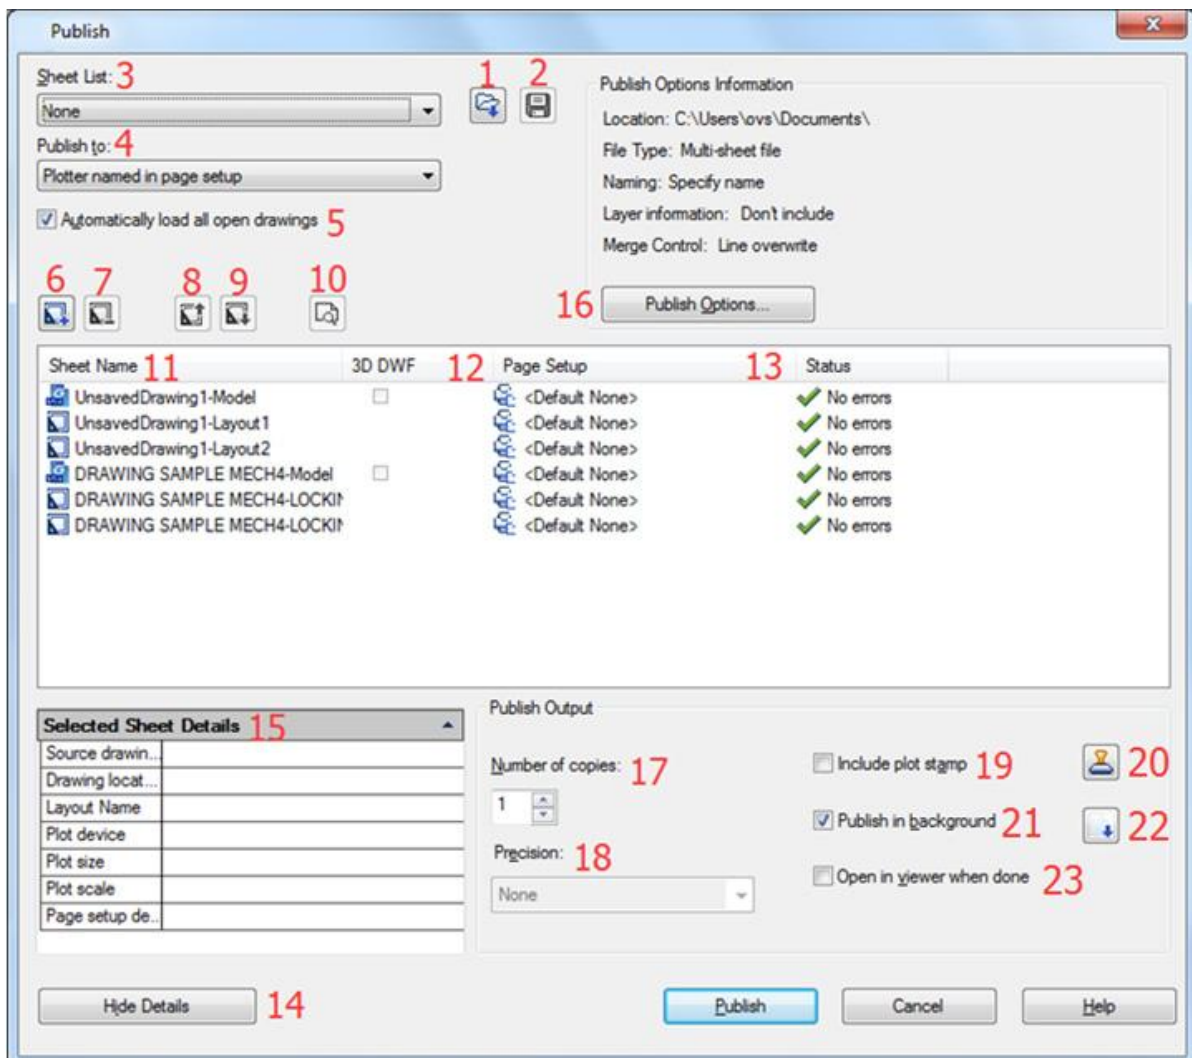 Publish
Sheet List: 3
1 2
None
Publish to: 4
Plotter named in page setup
Automatically load all open drawings 5
Publish Options Information
Location: C:\Users\ovs\Documents\
File Type: Multi-sheet file
Naming: Specify name
Layer information: Don't include
Merge Control: Line overwrite
6 7 8 9 10
16 Publish Options...
Sheet Name 11 3D DWF 12 Page Setup 13 Status
UnsavedDrawing1-Model <Default None> No errors
UnsavedDrawing1-Layout1 <Default None> No errors
UnsavedDrawing1-Layout2 <Default None> No errors
DRAWING SAMPLE MECH4-Model <Default None> No errors
DRAWING SAMPLE MECH4-LOCKIN <Default None> No errors
DRAWING SAMPLE MECH4-LOCKIN <Default None> No errors
Selected Sheet Details 15
Source drawin...
Drawing locat...
Layout Name
Plot device
Plot size
Plot scale
Page setup de...
Publish Output
Number of copies: 17
1
Precision: 18
None
Include plot stamp 19 20
Publish in background 21 22
Open in viewer when done 23
Hide Details 14
Publish Cancel Help